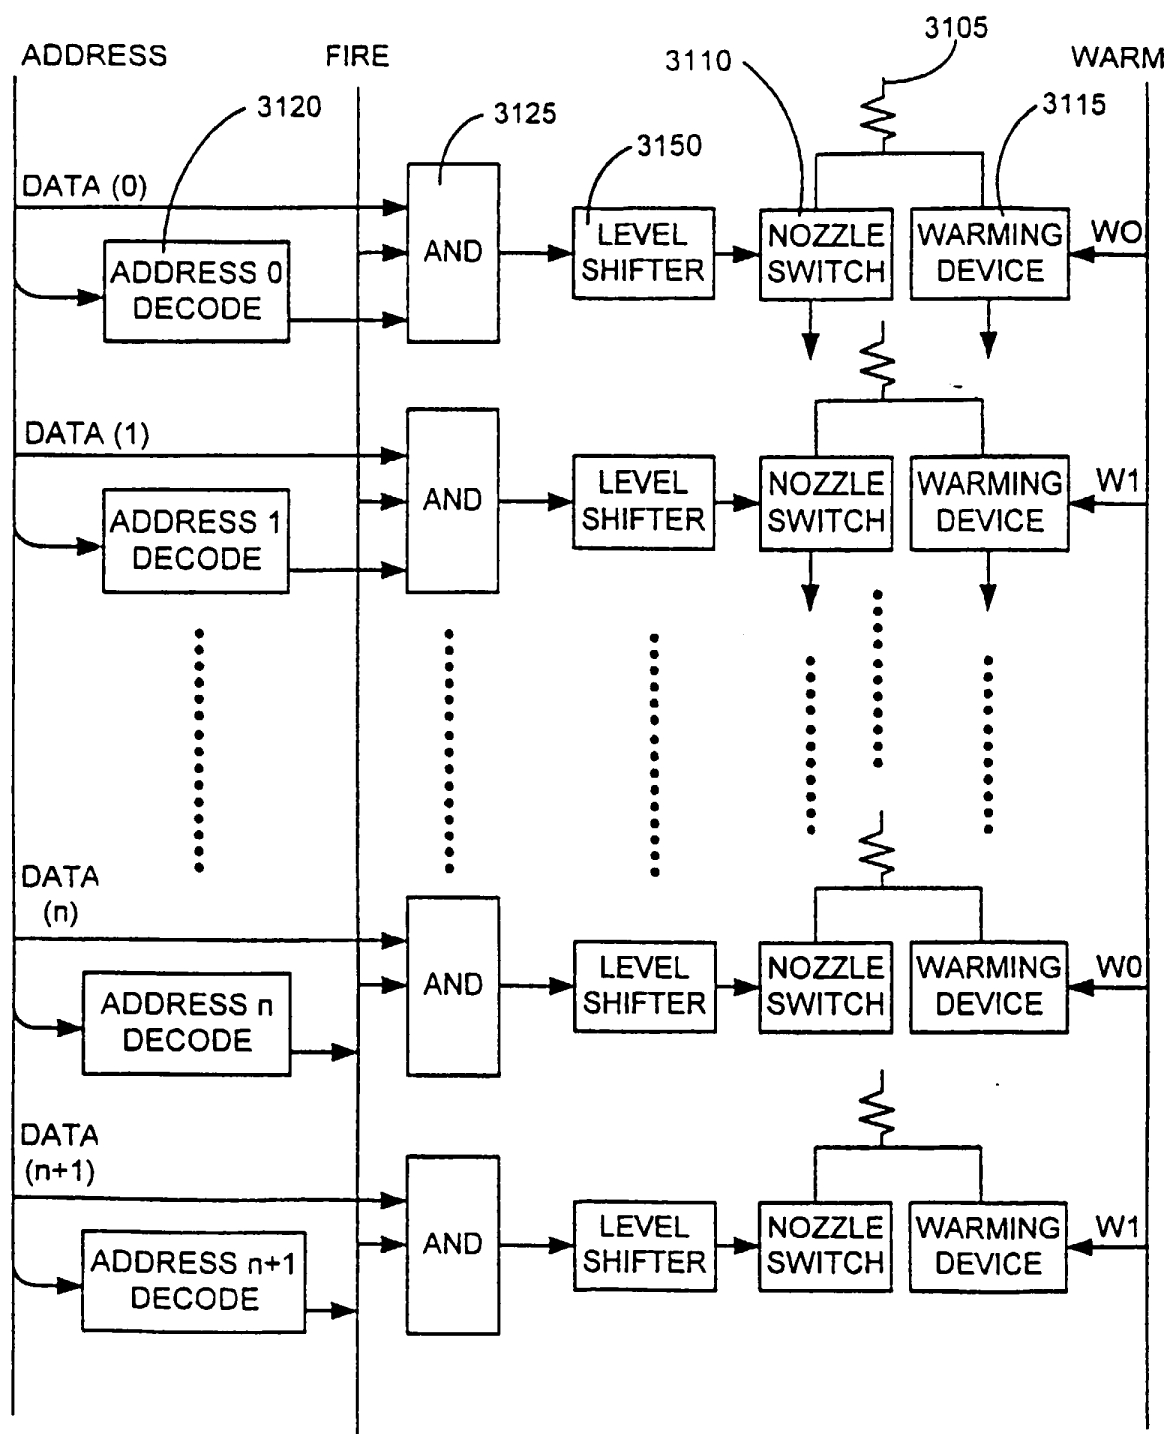 3105
ADDRESS FIRE 3110 WARM
3120 3125 3150 3115
DATA (0)
ADDRESS 0
DECODE
AND
LEVEL
SHIFTER
NOZZLE
SWITCH
WARMING
DEVICE
WO
DATA (1)
ADDRESS 1
DECODE
AND
LEVEL
SHIFTER
NOZZLE
SWITCH
WARMING
DEVICE
W1
DATA
(n)
ADDRESS n
DECODE
AND
LEVEL
SHIFTER
NOZZLE
SWITCH
WARMING
DEVICE
W0
DATA
(n+1)
ADDRESS n+1
DECODE
AND
LEVEL
SHIFTER
NOZZLE
SWITCH
WARMING
DEVICE
W1